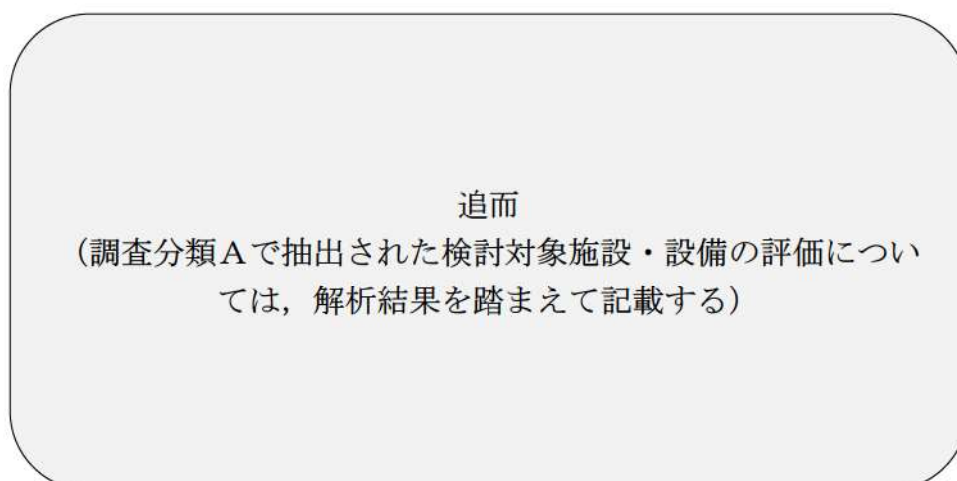 追而
（調査分類Ａで抽出された検討対象施設・設備の評価につい
ては，解析結果を踏まえて記載する）